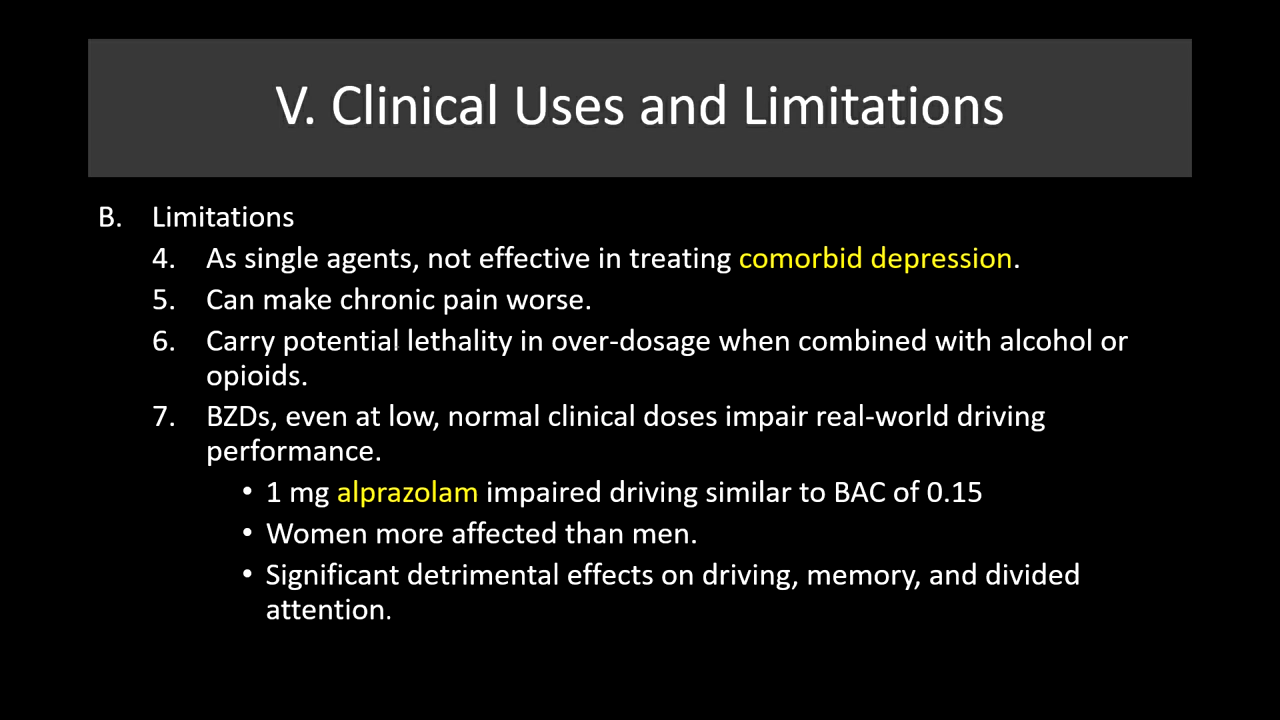 V. Clinical Uses and Limitations
B. Limitations
4. As single agents, not effective in treating comorbid depression.
5. Can make chronic pain worse.
6. Carry potential lethality in over-dosage when combined with alcohol or
opioids.
7. BZDs, even at low, normal clinical doses impair real-world driving
performance.
• 1 mg alprazolam impaired driving similar to BAC of 0.15
• Women more affected than men.
• Significant detrimental effects on driving, memory, and divided
attention.